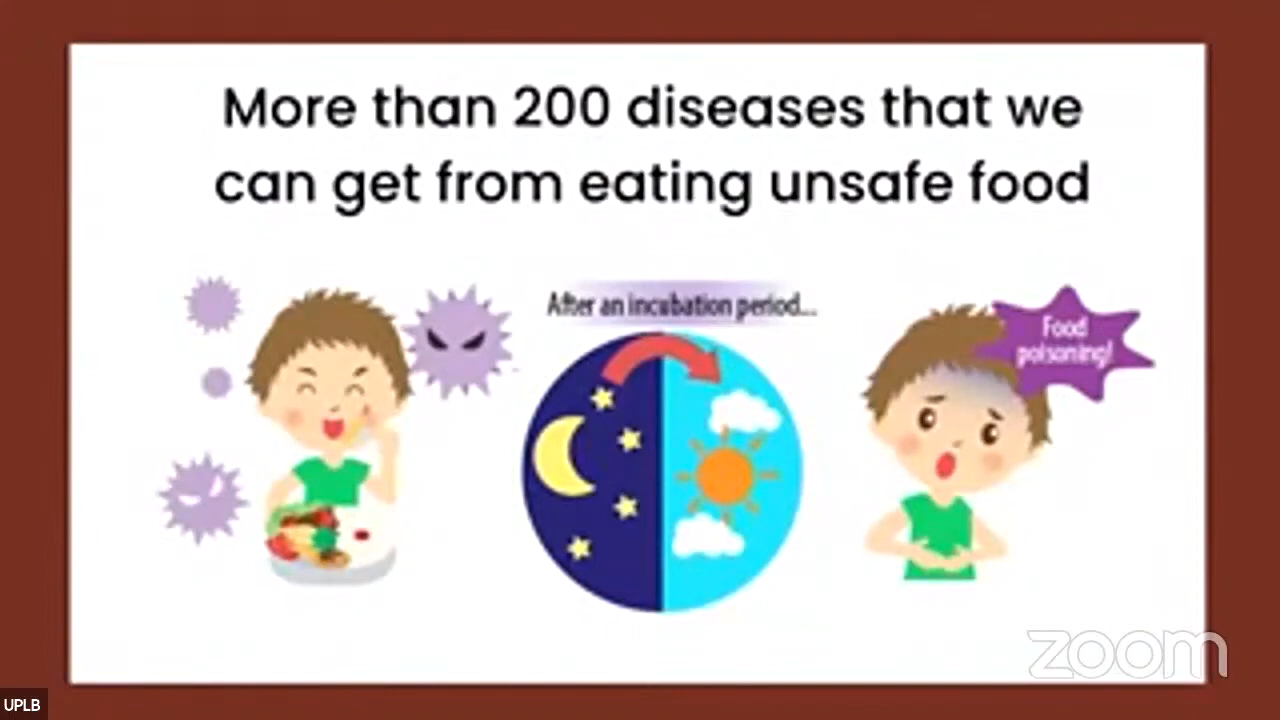 More than 200 diseases that we
can get from eating unsafe food
After an incubation period...
Food
poisoning!
zoom
UPLB